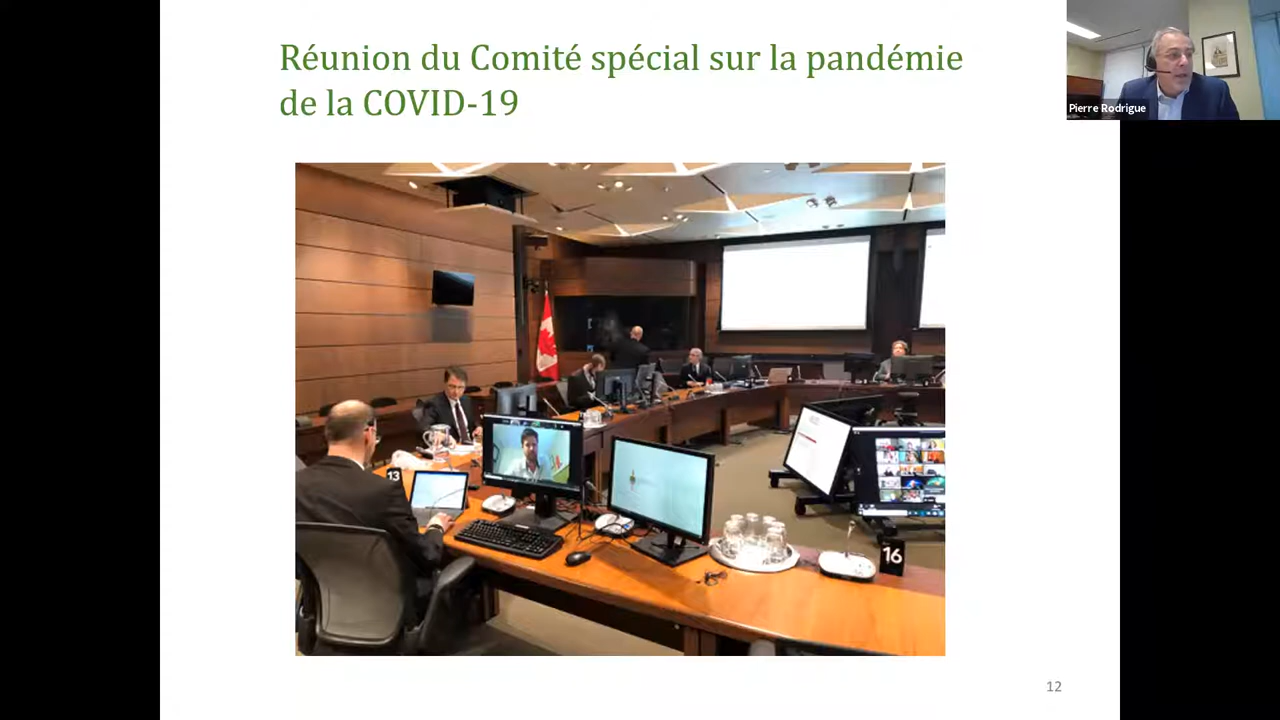 Réunion du Comité spécial sur la pandémie
de la COVID-19
Pierre Rodrigue
13
16
12